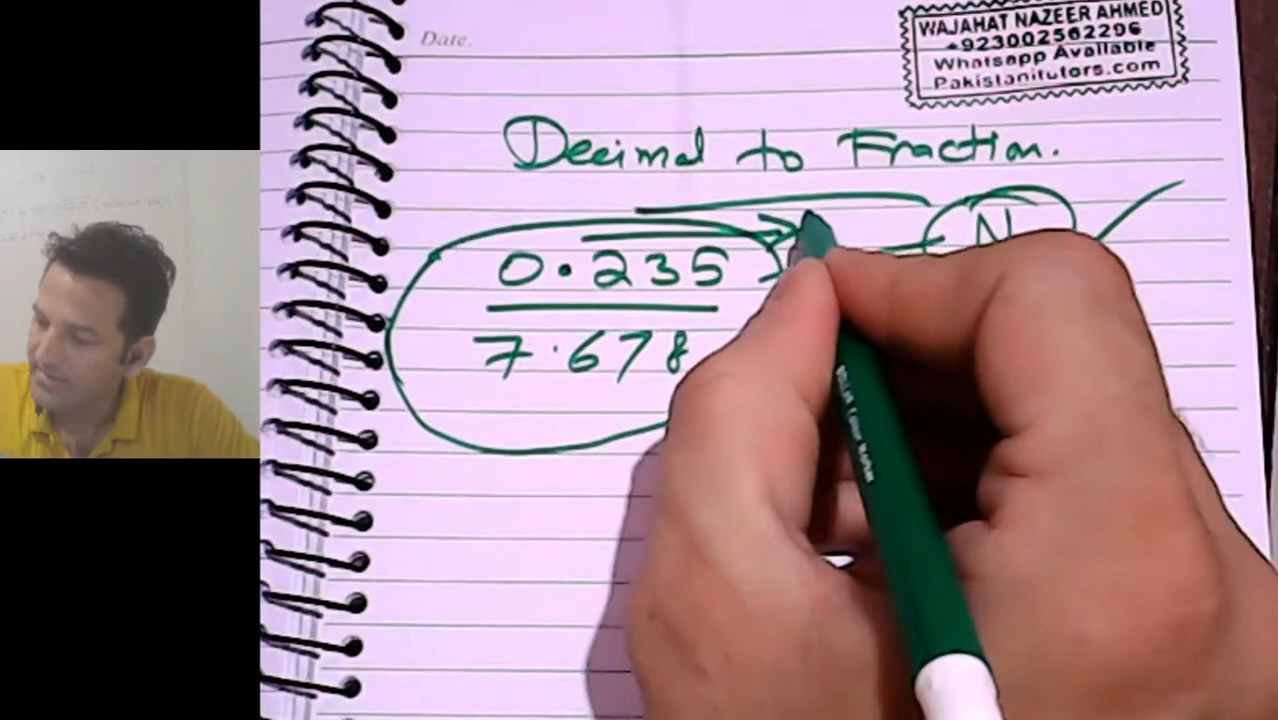 Date.
WAJAHAT NAZEER AHMED
+923002562296
Whatsapp Available
Pakistanitutors.com
Decimal to Fraction.
0.235
N
7.678